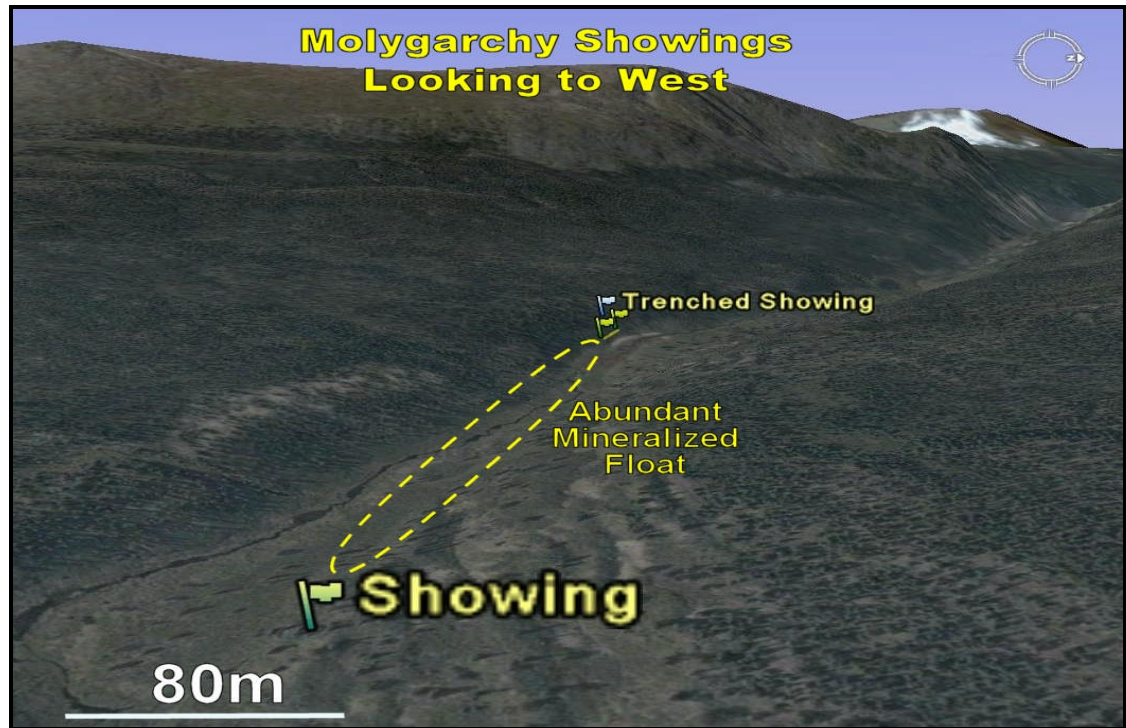 Molygarchy Showings
Looking to West
N
Trenched Showing
Abundant
Mineralized
Float
Showing
80m